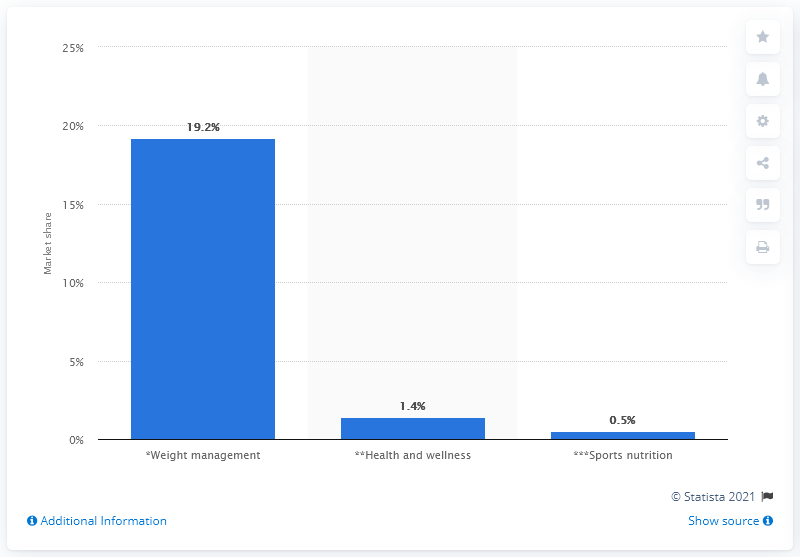 25%
20%
15%
10%
5%
0%
Market share
19.2%
1.4%
0.5%
*Weight management
**Health and wellness
***Sports nutrition
© Statista 2021
Additional Information
Show source